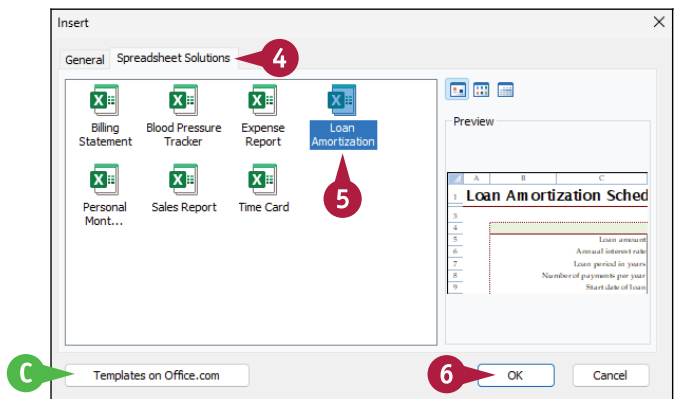 Insert
General Spreadsheet Solutions 4
Billing Statement
Blood Pressure Tracker
Expense Report
Loan Amortization
5
Personal Mont...
Sales Report
Time Card
Preview
A B C
1 Loan Amortization Sched
3
4
5 Loan amount
6 Annual interest rate
7 Loan period in years
8 Number of payments per year
9 Start date of loan
C Templates on Office.com
6 OK Cancel